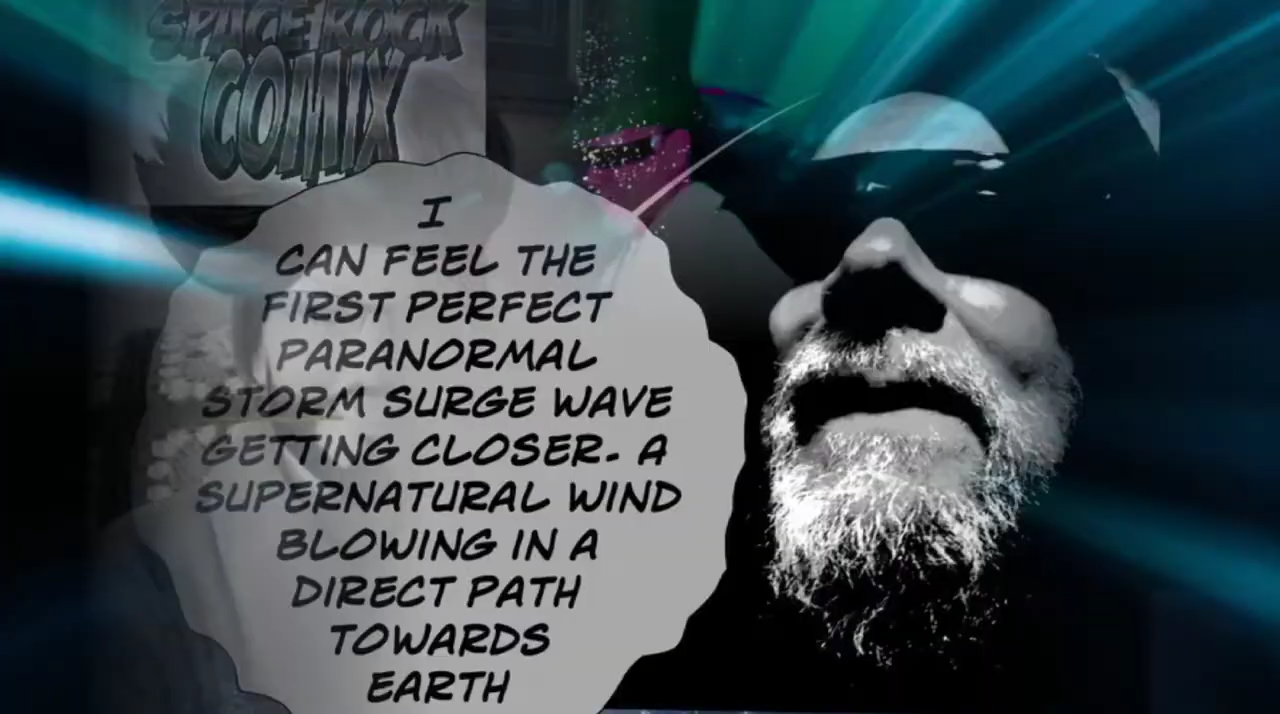 SPACE ROCK
COMIX
I
CAN FEEL THE
FIRST PERFECT
PARANORMAL
STORM SURGE WAVE
GETTING CLOSER. A
SUPERNATURAL WIND
BLOWING IN A
DIRECT PATH
TOWARDS
EARTH